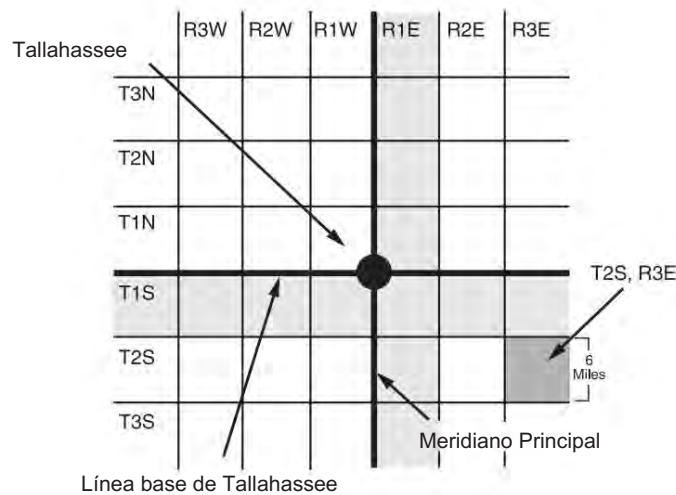 R3W R2W R1W R1E R2E R3E
Tallahassee
T3N
T2N
T1N
T1S
T2S, R3E
T2S
6
Miles
T3S
Meridiano Principal
Línea base de Tallahassee